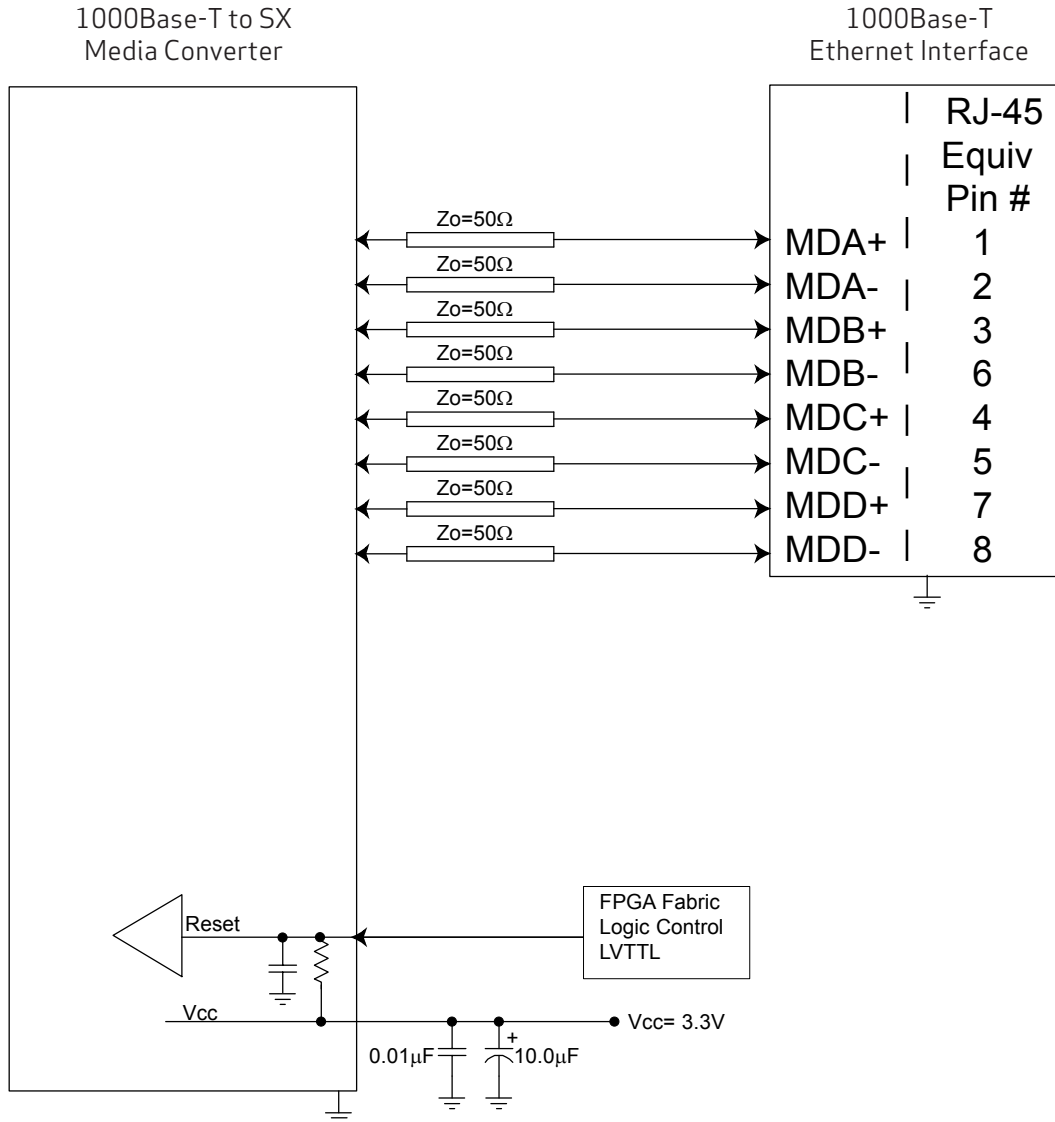 1000Base-T to SX
Media Converter
1000Base-T
Ethernet Interface
RJ-45
Equiv
Pin #
Zo=50Ω
MDA+ 1
Zo=50Ω
MDA- 2
Zo=50Ω
MDB+ 3
Zo=50Ω
MDB- 6
Zo=50Ω
MDC+ 4
Zo=50Ω
MDC- 5
Zo=50Ω
MDD+ 7
Zo=50Ω
MDD- 8
FPGA Fabric
Logic Control
LVTTL
Reset
Vcc
Vcc= 3.3V
+
0.01μF
10.0μF